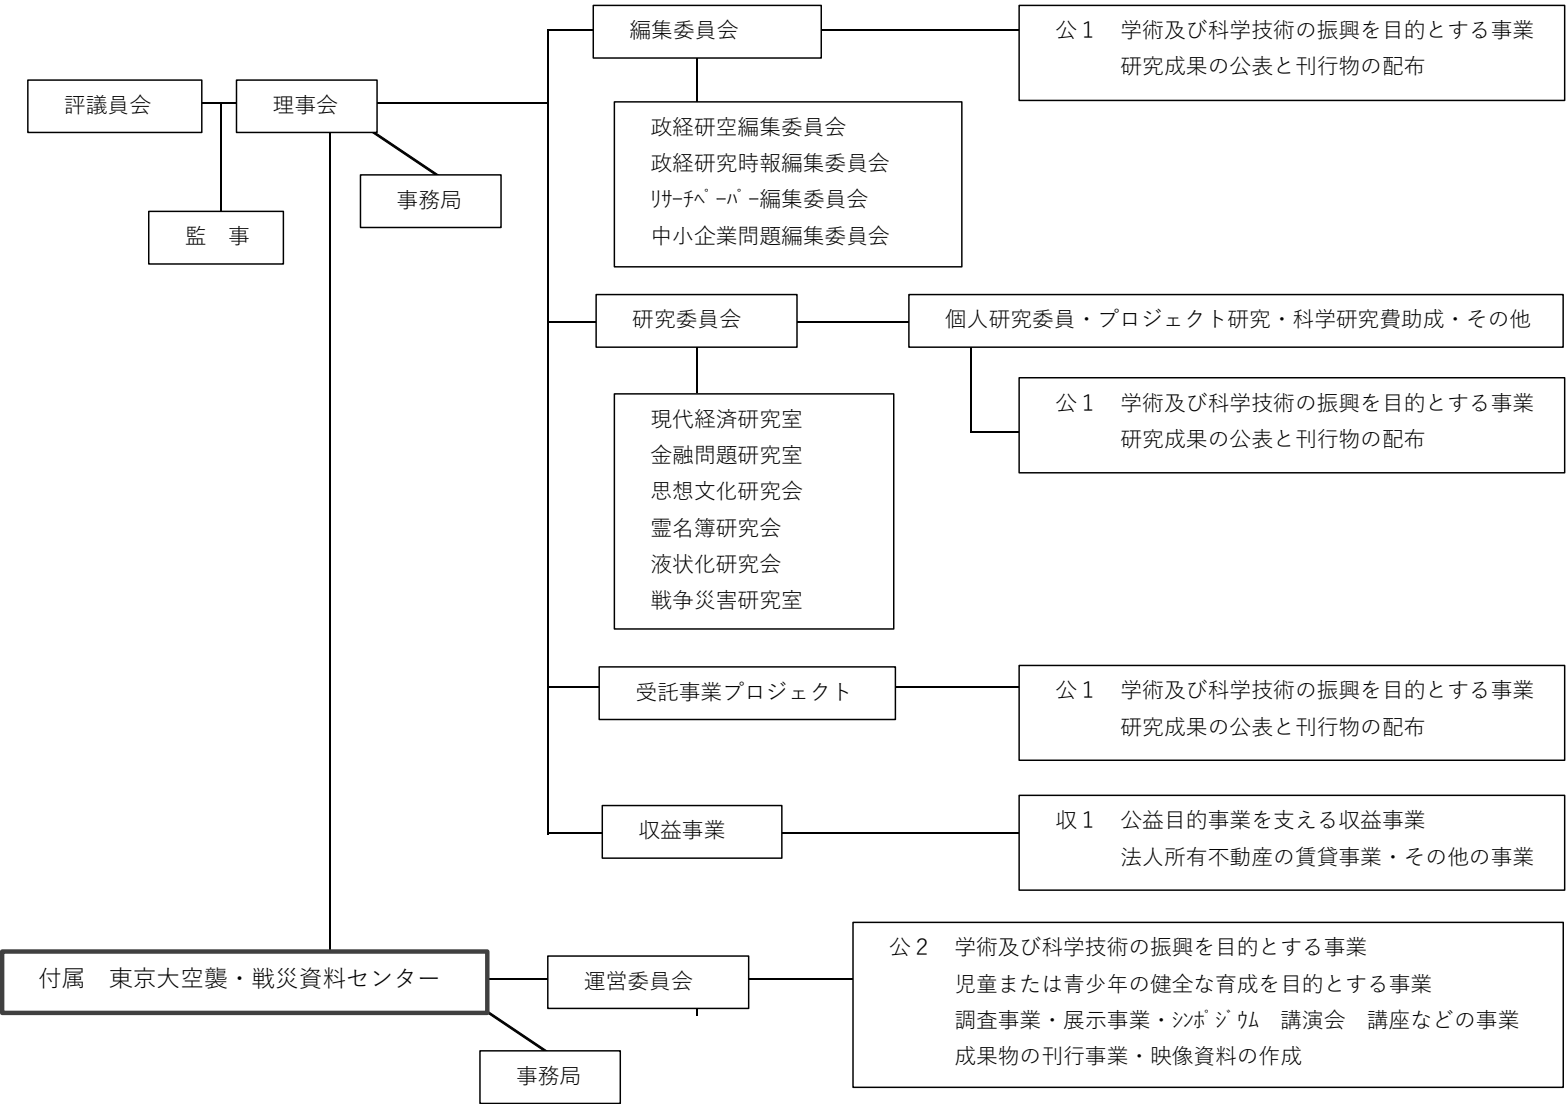 編集委員会
公１　学術及び科学技術の振興を目的とする事業
研究成果の公表と刊行物の配布
評議員会
理事会
事務局
監　事
政経研空編集委員会
政経研究時報編集委員会
ﾘｻｰﾁﾍﾟｰﾊﾟｰ編集委員会
中小企業問題編集委員会
研究委員会
個人研究委員・プロジェクト研究・科学研究費助成・その他
公１　学術及び科学技術の振興を目的とする事業
研究成果の公表と刊行物の配布
現代経済研究室
金融問題研究室
思想文化研究会
霊名簿研究会
液状化研究会
戦争災害研究室
受託事業プロジェクト
公１　学術及び科学技術の振興を目的とする事業
研究成果の公表と刊行物の配布
収益事業
収１　公益目的事業を支える収益事業
法人所有不動産の賃貸事業・その他の事業
付属　東京大空襲・戦災資料センター
運営委員会
公２　学術及び科学技術の振興を目的とする事業
児童または青少年の健全な育成を目的とする事業
調査事業・展示事業・ｼﾝﾎﾟｼﾞｳﾑ　講演会　講座などの事業
成果物の刊行事業・映像資料の作成
事務局